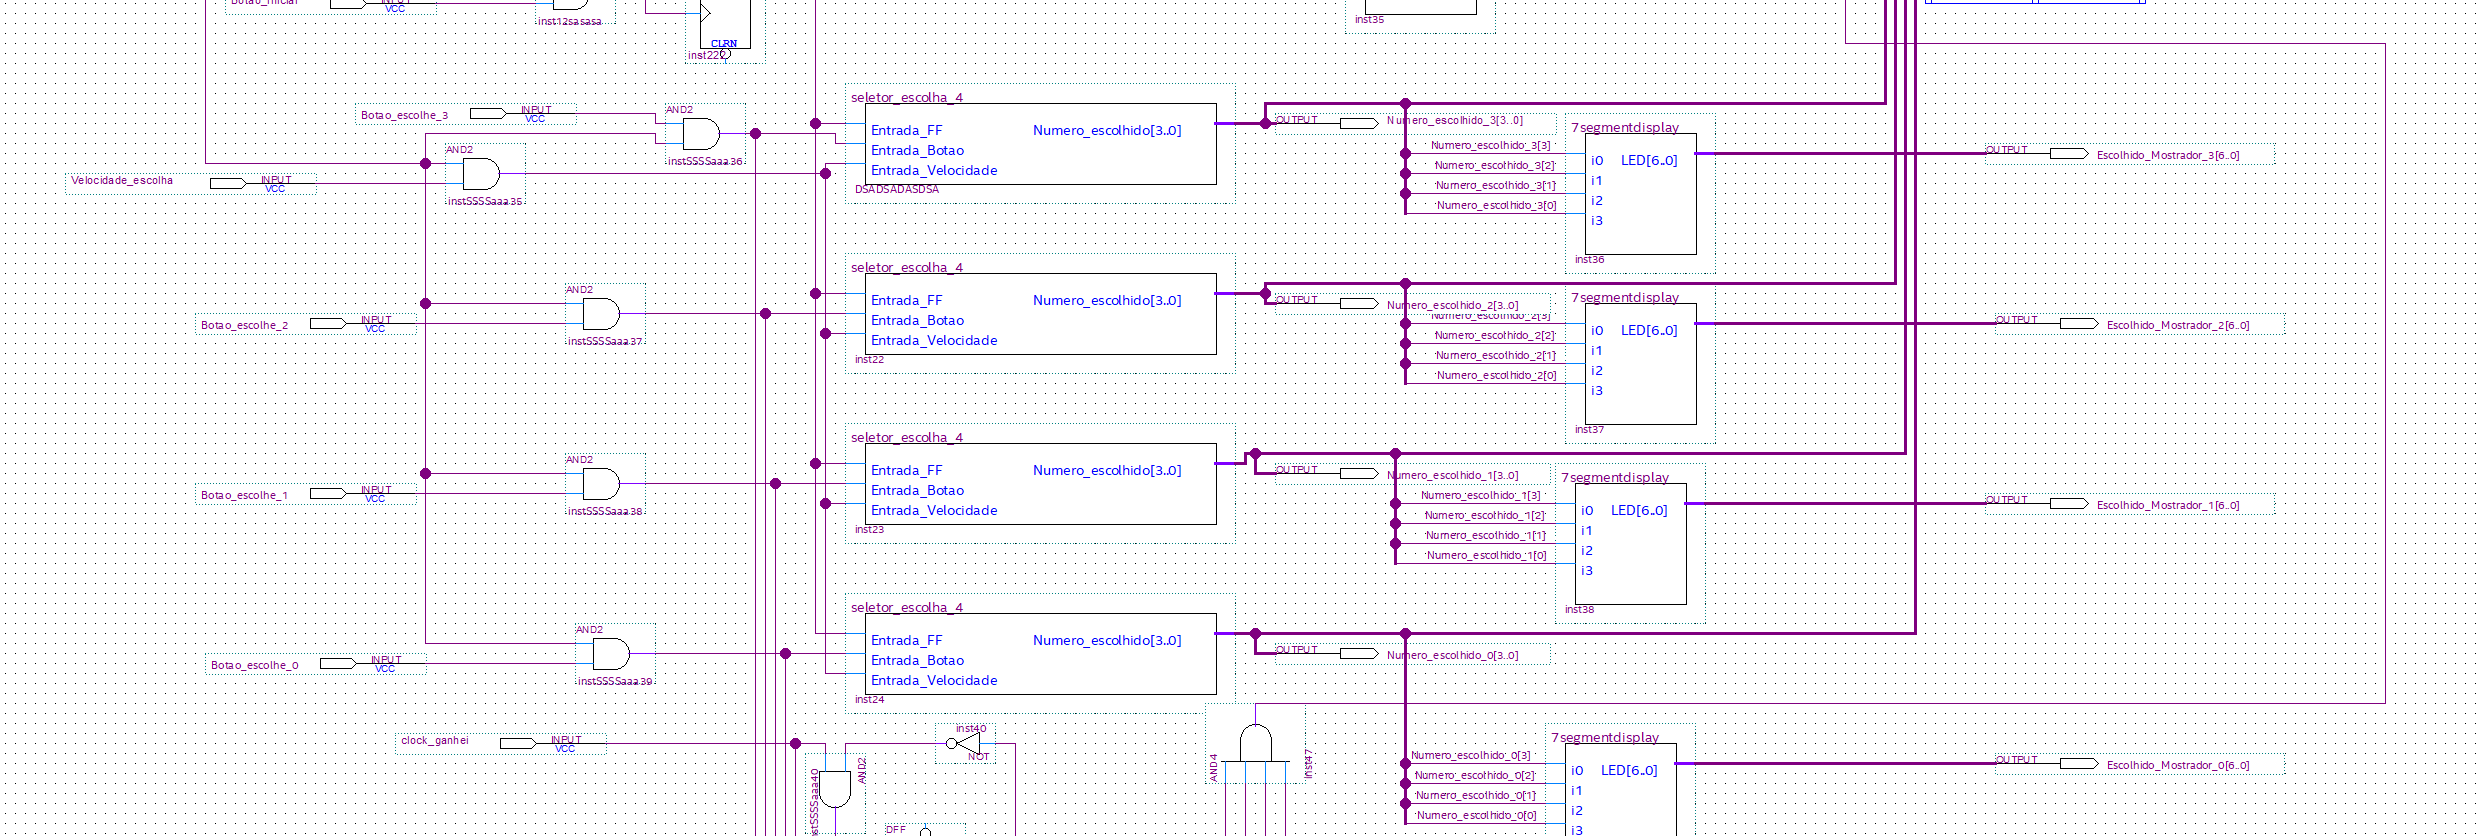 INPUT
VCC
inst12sasasa
CLRN
inst222
inst35
Botao_escolhe_3
INPUT
VCC
AND2
instSSSSaaa36
AND2
instSSSSaaa35
Velocidade_escolha
INPUT
VCC
seletor_escolha_4
Entrada_FF
Numero_escolhido[3..0]
Entrada_Botao
Entrada_Velocidade
DSADSADASDSA
OUTPUT
Numero_escolhido_3[3..0]
Numero_escolhido_3[3]
Numero_escolhido_3[2]
Numero_escolhido_3[1]
Numero_escolhido_3[0]
7segmentdisplay
i0
LED[6..0]
i1
i2
i3
inst36
OUTPUT
Escolhido_Mostrador_3[6..0]
Botao_escolhe_2
INPUT
VCC
AND2
instSSSSaaa37
seletor_escolha_4
Entrada_FF
Numero_escolhido[3..0]
Entrada_Botao
Entrada_Velocidade
inst22
OUTPUT
Numero_escolhido_2[3..0]
Numero_escolhido_2[3]
Numero_escolhido_2[2]
Numero_escolhido_2[1]
Numero_escolhido_2[0]
7segmentdisplay
i0
LED[6..0]
i1
i2
i3
inst37
OUTPUT
Escolhido_Mostrador_2[6..0]
Botao_escolhe_1
INPUT
VCC
AND2
instSSSSaaa38
seletor_escolha_4
Entrada_FF
Numero_escolhido[3..0]
Entrada_Botao
Entrada_Velocidade
inst23
OUTPUT
Numero_escolhido_1[3..0]
Numero_escolhido_1[3]
Numero_escolhido_1[2]
Numero_escolhido_1[1]
Numero_escolhido_1[0]
7segmentdisplay
i0
LED[6..0]
i1
i2
i3
inst38
OUTPUT
Escolhido_Mostrador_1[6..0]
Botao_escolhe_0
INPUT
VCC
AND2
instSSSSaaa39
seletor_escolha_4
Entrada_FF
Numero_escolhido[3..0]
Entrada_Botao
Entrada_Velocidade
inst24
OUTPUT
Numero_escolhido_0[3..0]
clock_ganhei
INPUT
VCC
AND2
inst40
NOT
DFF
AND4
inst47
Numero_escolhido_0[3]
Numero_escolhido_0[2]
Numero_escolhido_0[1]
Numero_escolhido_0[0]
7segmentdisplay
i0
LED[6..0]
i1
i2
i3
OUTPUT
Escolhido_Mostrador_0[6..0]